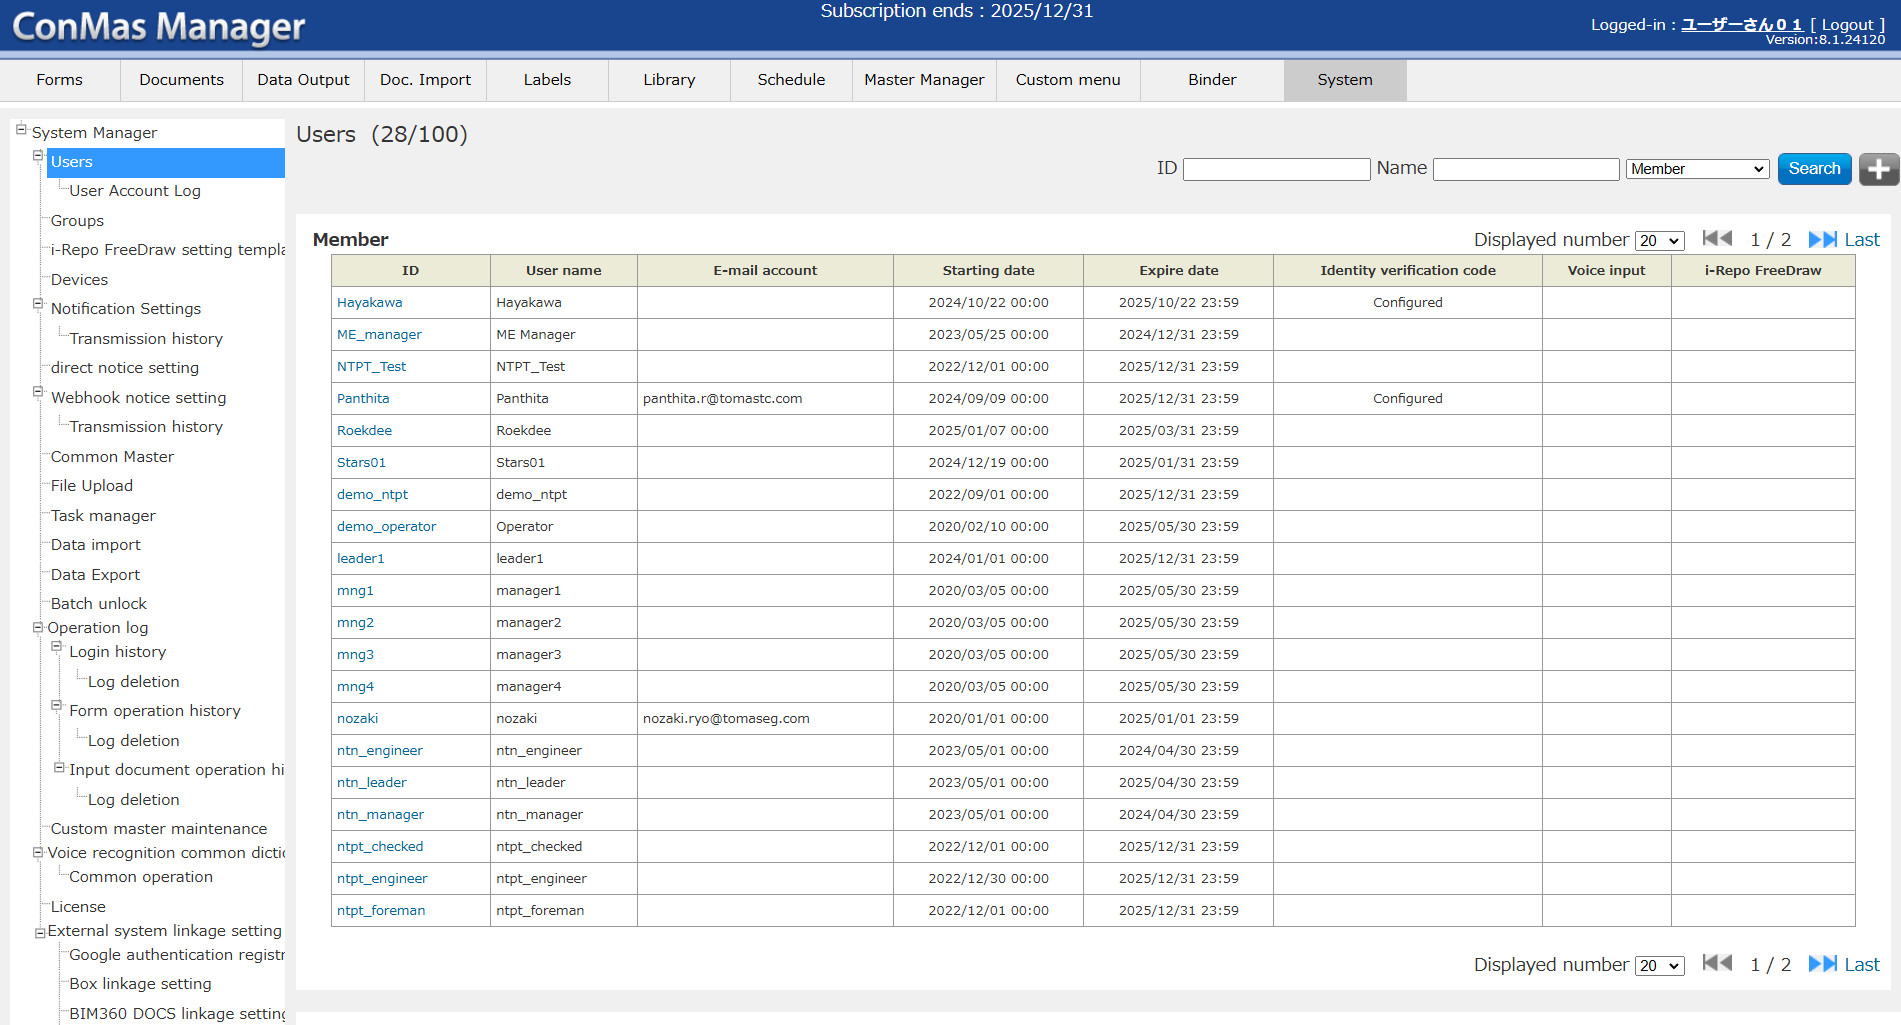 ConMas Manager
Subscription ends : 2025/12/31
Logged-in : ユーザーさん０１ [ Logout ]
Version:8.1.24120
Forms Documents Data Output Doc. Import Labels Library Schedule Master Manager Custom menu Binder System
System Manager
Users
User Account Log
Groups
i-Repo FreeDraw setting templa
Devices
Notification Settings
Transmission history
direct notice setting
Webhook notice setting
Transmission history
Common Master
File Upload
Task manager
Data import
Data Export
Batch unlock
Operation log
Login history
Log deletion
Form operation history
Log deletion
Input document operation hi
Log deletion
Custom master maintenance
Voice recognition common dictio
Common operation
License
External system linkage setting
Google authentication registr
Box linkage setting
BIM360 DOCS linkage setting
Users (28/100)
ID Name Member Search
Member
Displayed number 20 1 / 2 Last
ID User name E-mail account Starting date Expire date Identity verification code Voice input i-Repo FreeDraw
Hayakawa Hayakawa 2024/10/22 00:00 2025/10/22 23:59 Configured
ME_manager ME Manager 2023/05/25 00:00 2024/12/31 23:59
NTPT_Test NTPT_Test 2022/12/01 00:00 2025/12/31 23:59
Panthita Panthita panthita.r@tomastc.com 2024/09/09 00:00 2025/12/31 23:59 Configured
Roekdee Roekdee 2025/01/07 00:00 2025/03/31 23:59
Stars01 Stars01 2024/12/19 00:00 2025/01/31 23:59
demo_ntpt demo_ntpt 2022/09/01 00:00 2025/12/31 23:59
demo_operator Operator 2020/02/10 00:00 2025/05/30 23:59
leader1 leader1 2024/01/01 00:00 2025/12/31 23:59
mng1 manager1 2020/03/05 00:00 2025/05/30 23:59
mng2 manager2 2020/03/05 00:00 2025/05/30 23:59
mng3 manager3 2020/03/05 00:00 2025/05/30 23:59
mng4 manager4 2020/03/05 00:00 2025/05/30 23:59
nozaki nozaki nozaki.ryo@tomaseg.com 2020/01/01 00:00 2025/01/01 23:59
ntn_engineer ntn_engineer 2023/05/01 00:00 2024/04/30 23:59
ntn_leader ntn_leader 2023/05/01 00:00 2025/04/30 23:59
ntn_manager ntn_manager 2023/05/01 00:00 2024/04/30 23:59
ntpt_checked ntpt_checked 2022/12/01 00:00 2025/12/31 23:59
ntpt_engineer ntpt_engineer 2022/12/30 00:00 2025/12/31 23:59
ntpt_foreman ntpt_foreman 2022/12/01 00:00 2025/12/31 23:59
Displayed number 20 1 / 2 Last